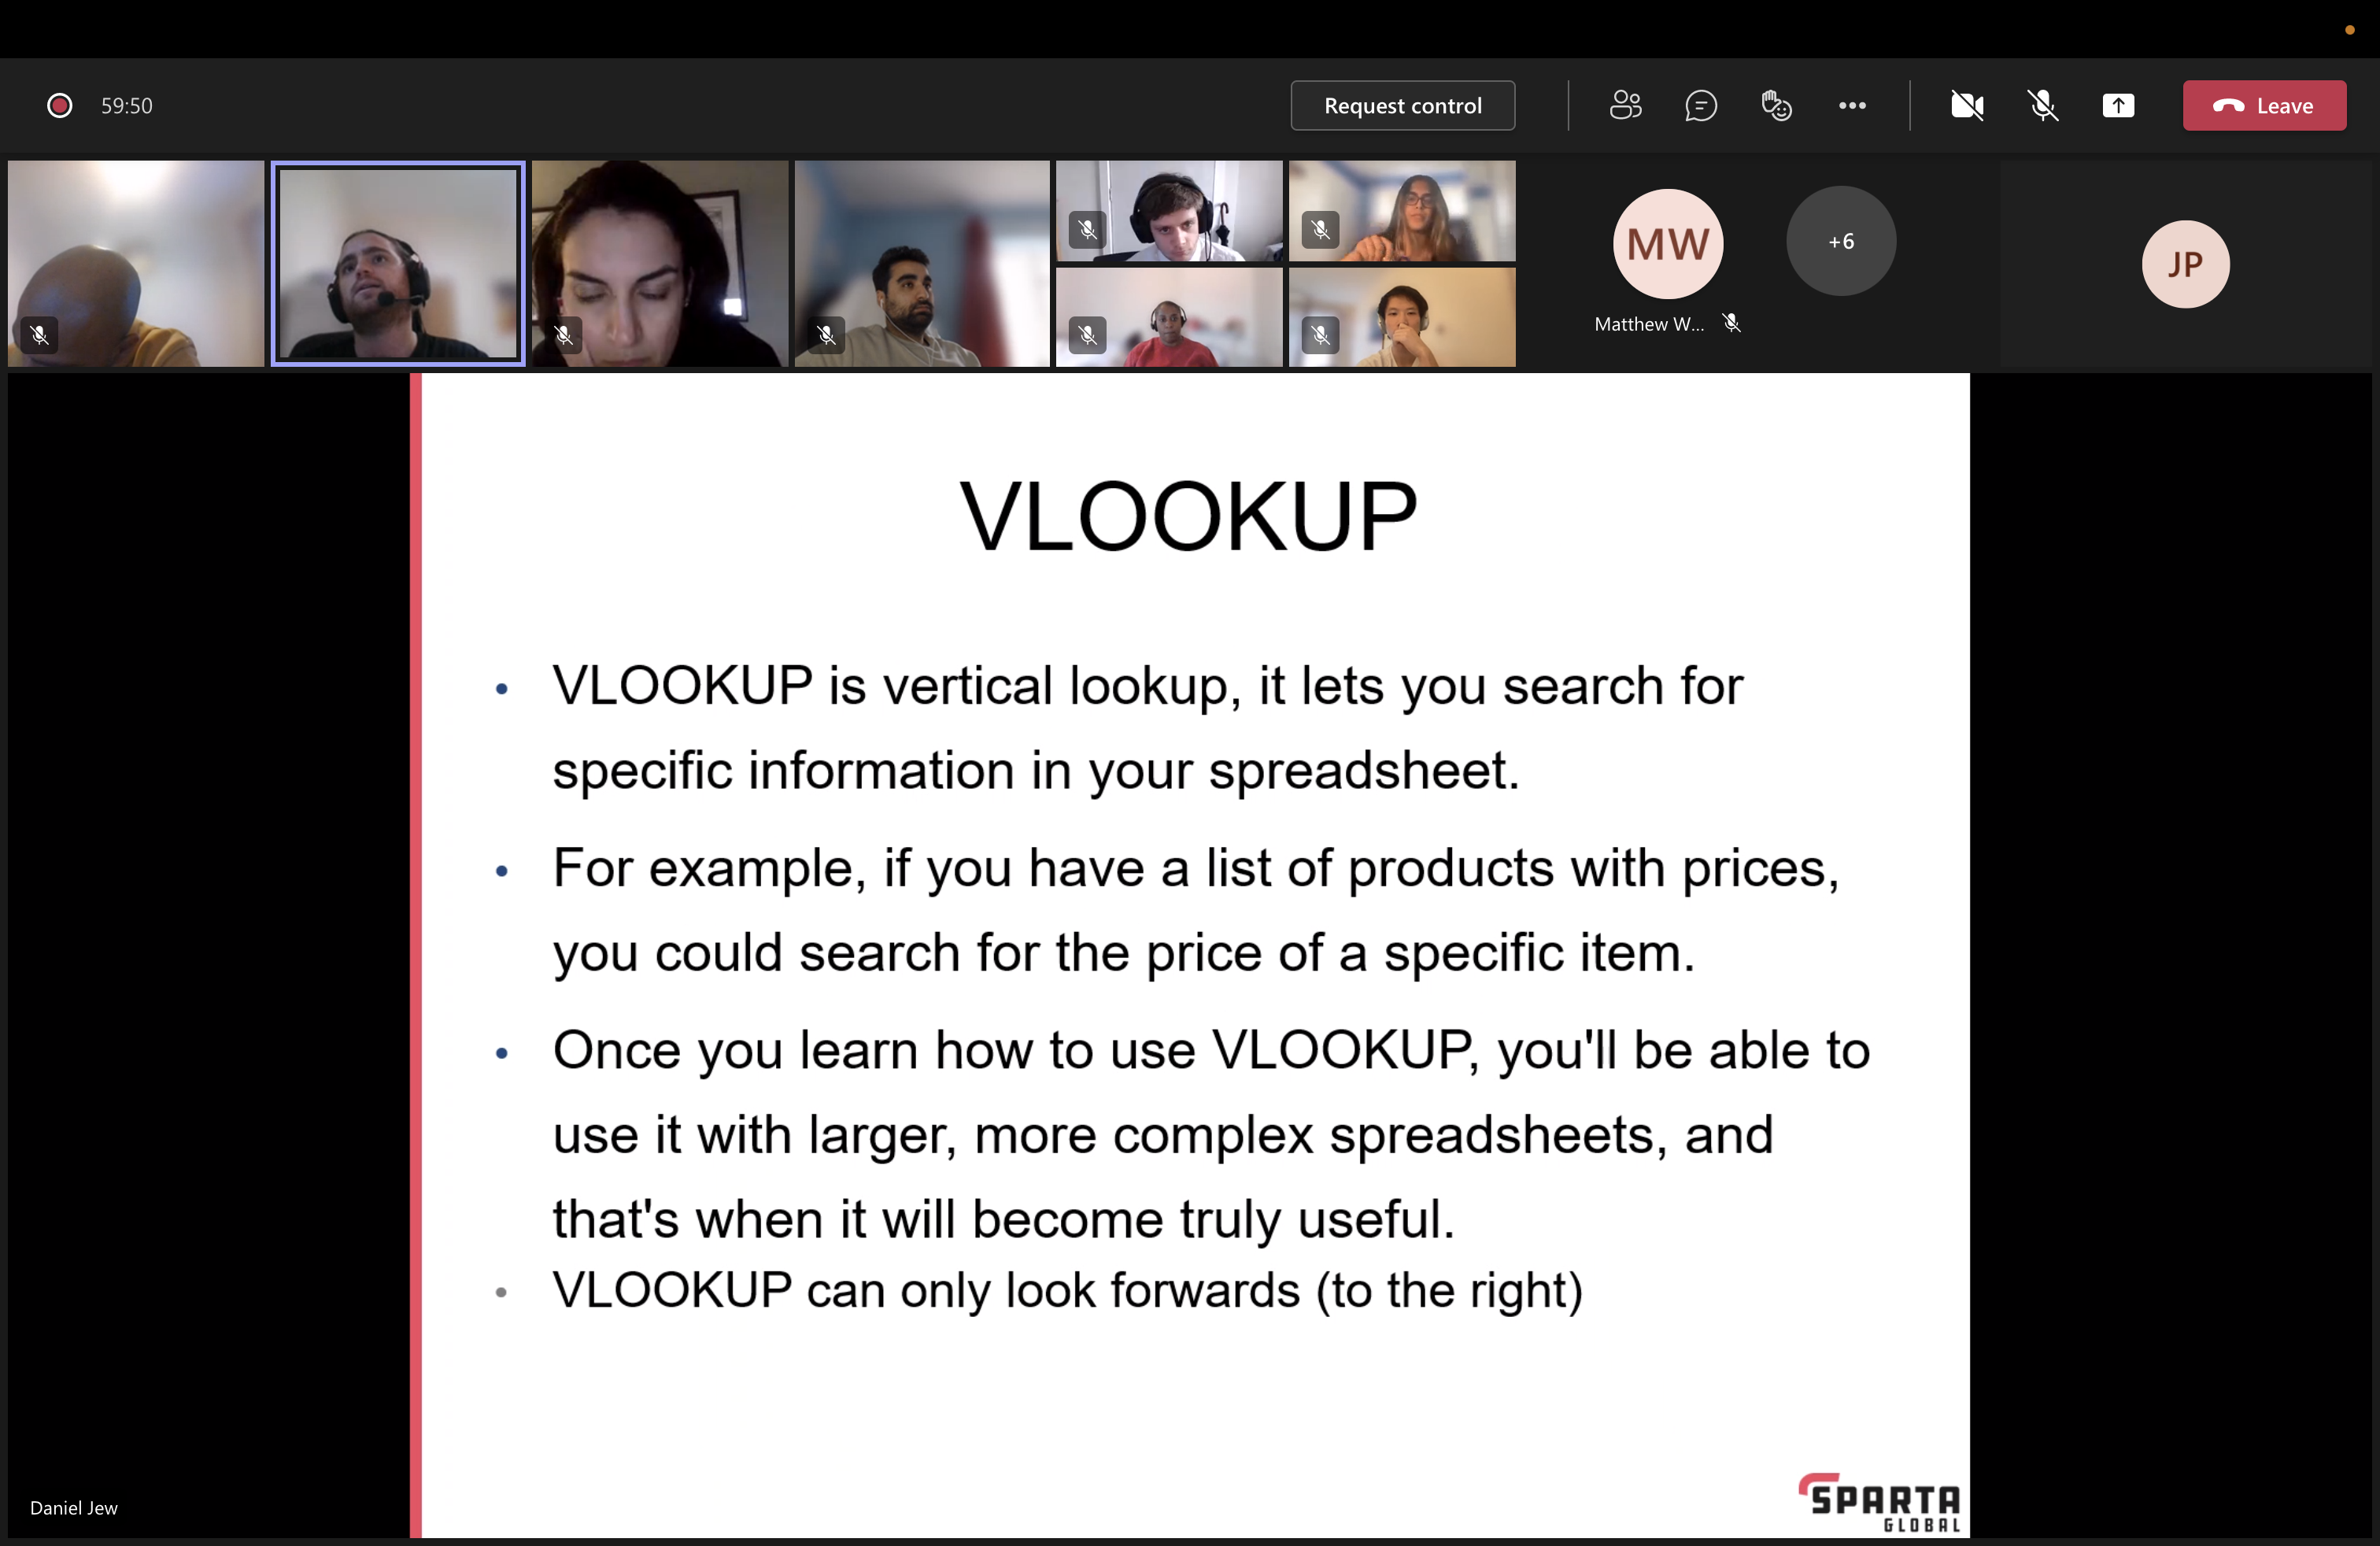 59:50
Request control
Leave
MW
+6
JP
Matthew W...
VLOOKUP
• VLOOKUP is vertical lookup, it lets you search for
specific information in your spreadsheet.
• For example, if you have a list of products with prices,
you could search for the price of a specific item.
• Once you learn how to use VLOOKUP, you'll be able to
use it with larger, more complex spreadsheets, and
that's when it will become truly useful.
• VLOOKUP can only look forwards (to the right)
Daniel Jew
SPARTA
GLOBAL